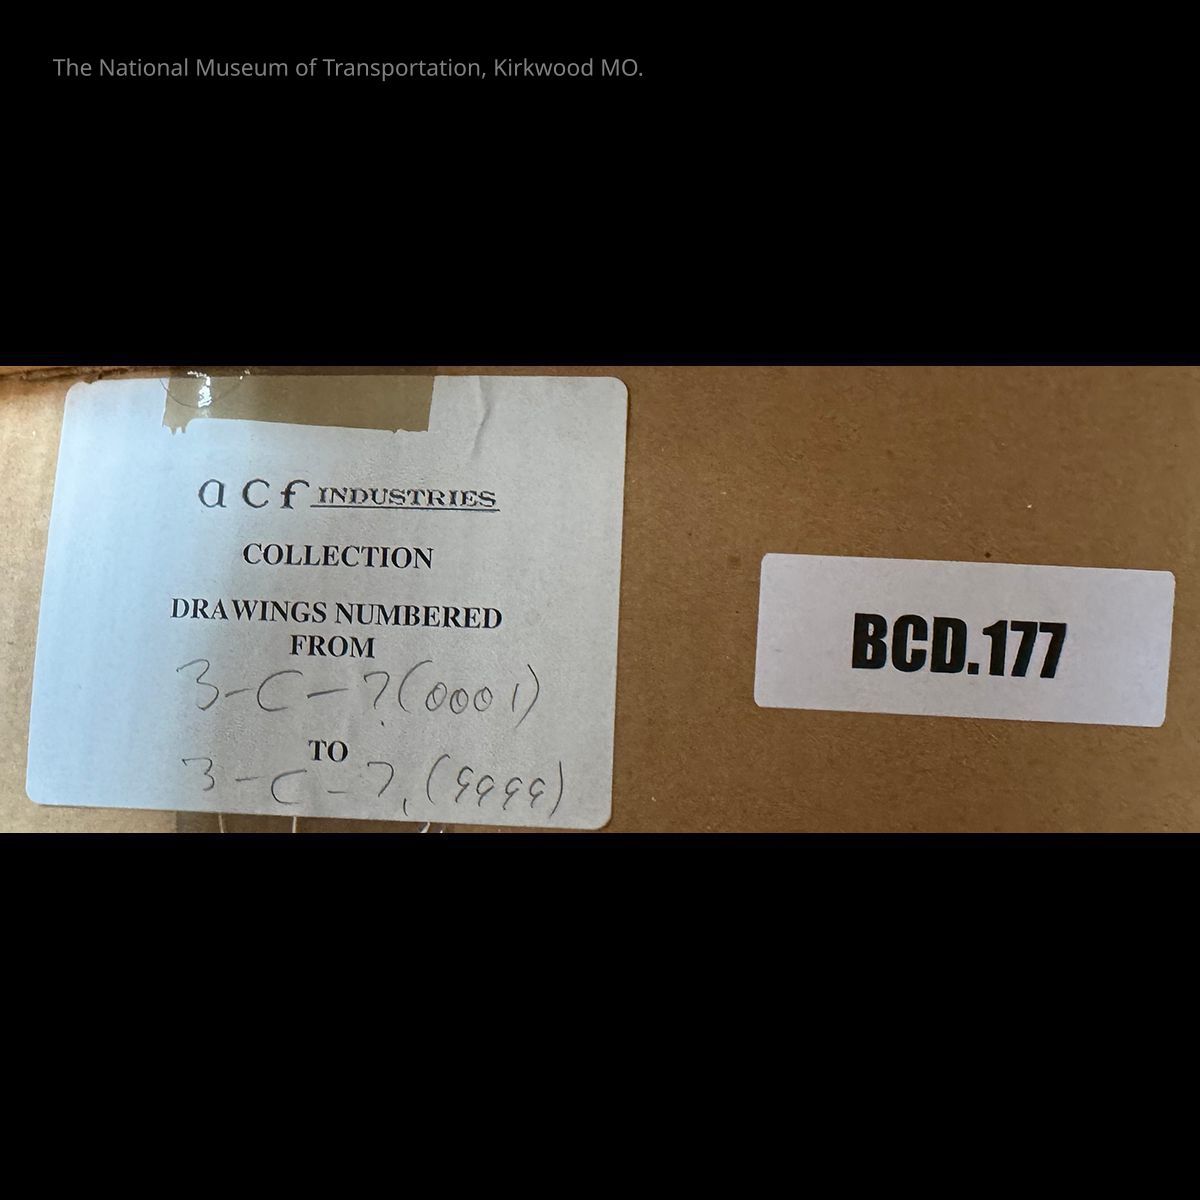 The National Museum of Transportation, Kirkwood MO.
acf INDUSTRIES
COLLECTION
DRAWINGS NUMBERED
FROM
3-C-?(0001)
TO
3-C-?(9999)
BCD.177